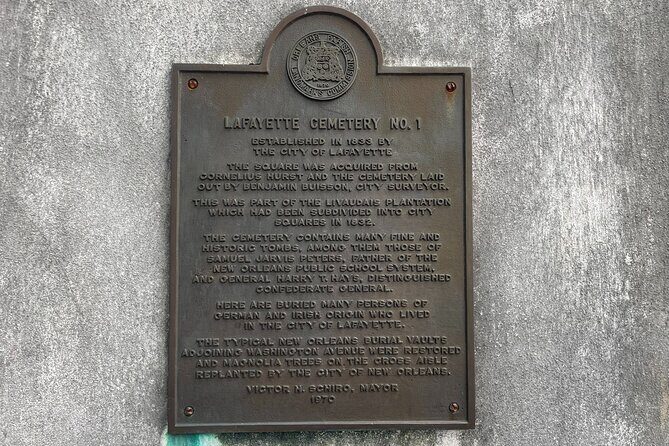 LAFAYETTE CEMETERY NO. 1
ESTABLISHED IN 1833 BY
THE CITY OF LAFAYETTE
THE SQUARE WAS ACQUIRED FROM
CORNELIUS HURST AND THE CEMETERY LAID
OUT BY BENJAMIN BUISSON, CITY SURVEYOR.
THIS WAS PART OF THE LIVAUDAIS PLANTATION
WHICH HAD BEEN SUBDIVIDED INTO CITY
SQUARES IN 1832.
THE CEMETERY CONTAINS MANY FINE AND
HISTORIC TOMBS, AMONG THEM THOSE OF
SAMUEL JARVIS PETERS, FATHER OF THE
NEW ORLEANS PUBLIC SCHOOL SYSTEM,
AND GENERAL HARRY T. HAYS, DISTINGUISHED
CONFEDERATE GENERAL.
HERE ARE BURIED MANY PERSONS OF
GERMAN AND IRISH ORIGIN WHO LIVED
IN THE CITY OF LAFAYETTE.
THE TYPICAL NEW ORLEANS BURIAL VAULTS
ADJOINING WASHINGTON AVENUE WERE RESTORED
AND MAGNOLIA TREES ON THE CROSS AISLE
REPLANTED BY THE CITY OF NEW ORLEANS.
VICTOR H. SCHIRO, MAYOR
1970